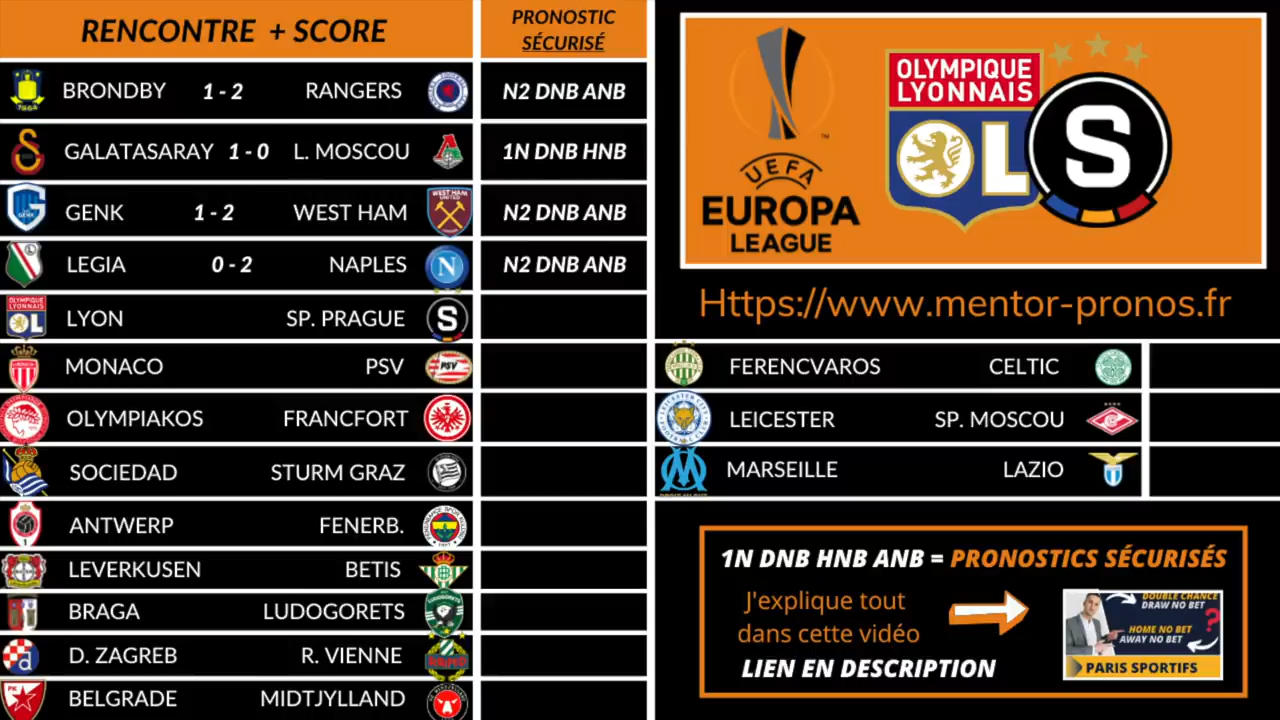 RENCONTRE + SCORE
PRONOSTIC
SÉCURISÉ
BRONDBY 1 - 2 RANGERS N2 DNB ANB
GALATASARAY 1 - 0 L. MOSCOU 1N DNB HNB
GENK 1 - 2 WEST HAM N2 DNB ANB
LEGIA 0 - 2 NAPLES N2 DNB ANB
LYON SP. PRAGUE
MONACO PSV
OLYMPIAKOS FRANCFORT
SOCIEDAD STURM GRAZ
ANTWERP FENERB.
LEVERKUSEN BETIS
BRAGA LUDOGORETS
D. ZAGREB R. VIENNE
BELGRADE MIDTJYLLAND
UEFA
EUROPA
LEAGUE
OLYMPIQUE
LYONNAIS
OL
S
Https://www.mentor-pronos.fr
FERENCVAROS CELTIC
LEICESTER SP. MOSCOU
MARSEILLE LAZIO
1N DNB HNB ANB = PRONOSTICS SÉCURISÉS
J'explique tout
dans cette vidéo
LIEN EN DESCRIPTION
DOUBLE CHANCE
DRAW NO BET
?
HOME NO BET
AWAY NO BET
PARIS SPORTIFS